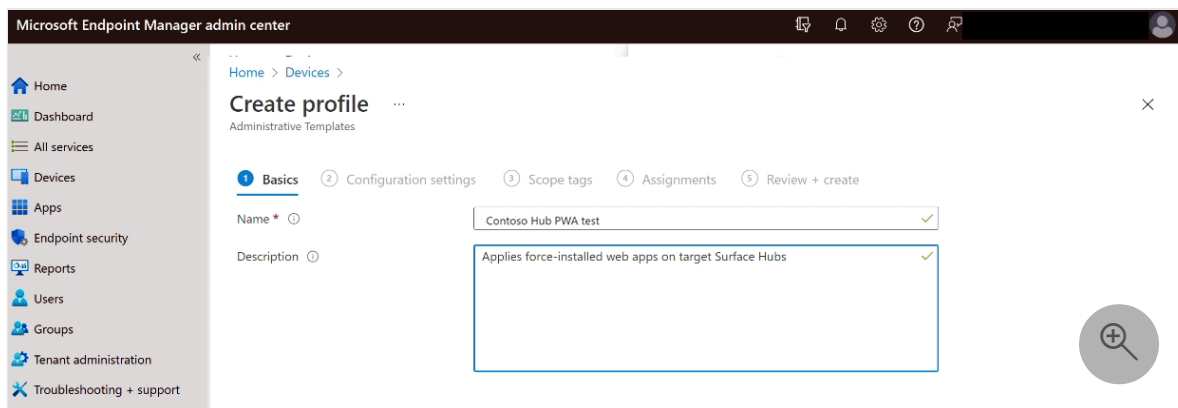 Microsoft Endpoint Manager admin center
«
Home
Dashboard
All services
Devices
Apps
Endpoint security
Reports
Users
Groups
Tenant administration
Troubleshooting + support
Home > Devices >
Create profile ...
Administrative Templates
1 Basics 2 Configuration settings 3 Scope tags 4 Assignments 5 Review + create
Name * Contoso Hub PWA test
Description Applies force-installed web apps on target Surface Hubs